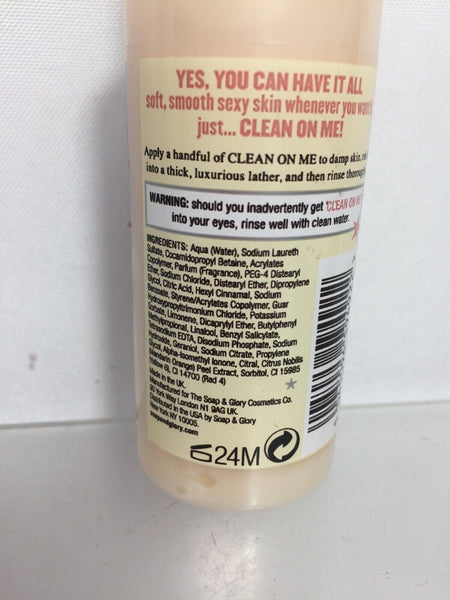 YES, YOU CAN HAVE IT ALL
soft, smooth sexy skin whenever you want
just... CLEAN ON ME!
Apply a handful of CLEAN ON ME to damp skin,
into a thick, luxurious lather, and then rinse thoroughly
WARNING: should you inadvertently get "CLEAN ON ME"
into your eyes, rinse well with clean water.
INGREDIENTS: Aqua (Water), Sodium Laureth
Sulfate, Cocamidopropyl Betaine, Acrylates
Copolymer, Parfum (Fragrance), PEG-4 Distearyl
Ether, Sodium Chloride, Distearyl Ether, Dipropylene
Glycol, Citric Acid, Hexyl Cinnamal, Sodium
Benzoate, Styrene/Acrylates Copolymer, Guar
Hydroxypropyltrimonium Chloride, Potassium
Sorbate, Limonene, Dicaprylyl Ether, Butylphenyl
Methylpropional, Linalool, Benzyl Salicylate,
Tetrasodium EDTA, Disodium Phosphate, Sodium
Hydroxide, Geraniol, Sodium Citrate, Propylene
Glycol, Alpha-Isomethyl Ionone, Citral, Citrus Nobilis
(Mandarin Orange) Peel Extract, Sorbitol, CI 15985
(Yellow 6), CI 14700 (Red 4)
Made in the UK.
Manufactured for The Soap & Glory Cosmetics Co.
York Way London N1 9AG UK.
Distributed in the USA by Soap & Glory
New York, NY 10005.
soapandglory.com
24M